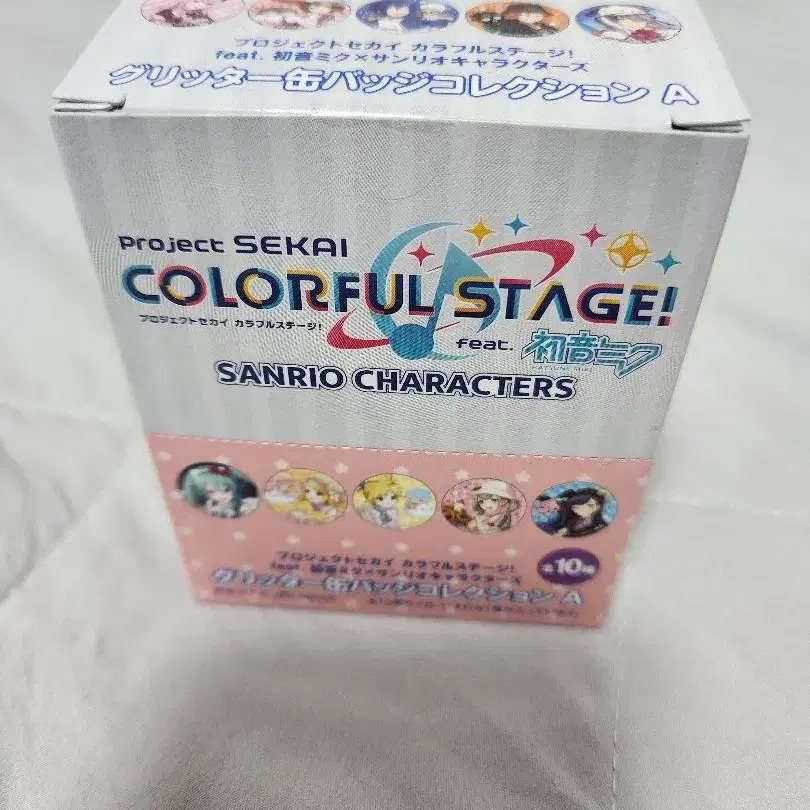 プロジェクトセカイ カラフルステージ!
feat. 初音ミク×サンリオキャラクターズ
グリッター缶バッジコレクション A
Project SEKAI
COLORFUL STAGE!
プロジェクトセカイ カラフルステージ!
feat. 初音ミク
HATSUNE MIKU
SANRIO CHARACTERS
プロジェクトセカイ カラフルステージ!
feat. 初音ミク×サンリオキャラクターズ
全10種
グリッター缶バッジコレクション A